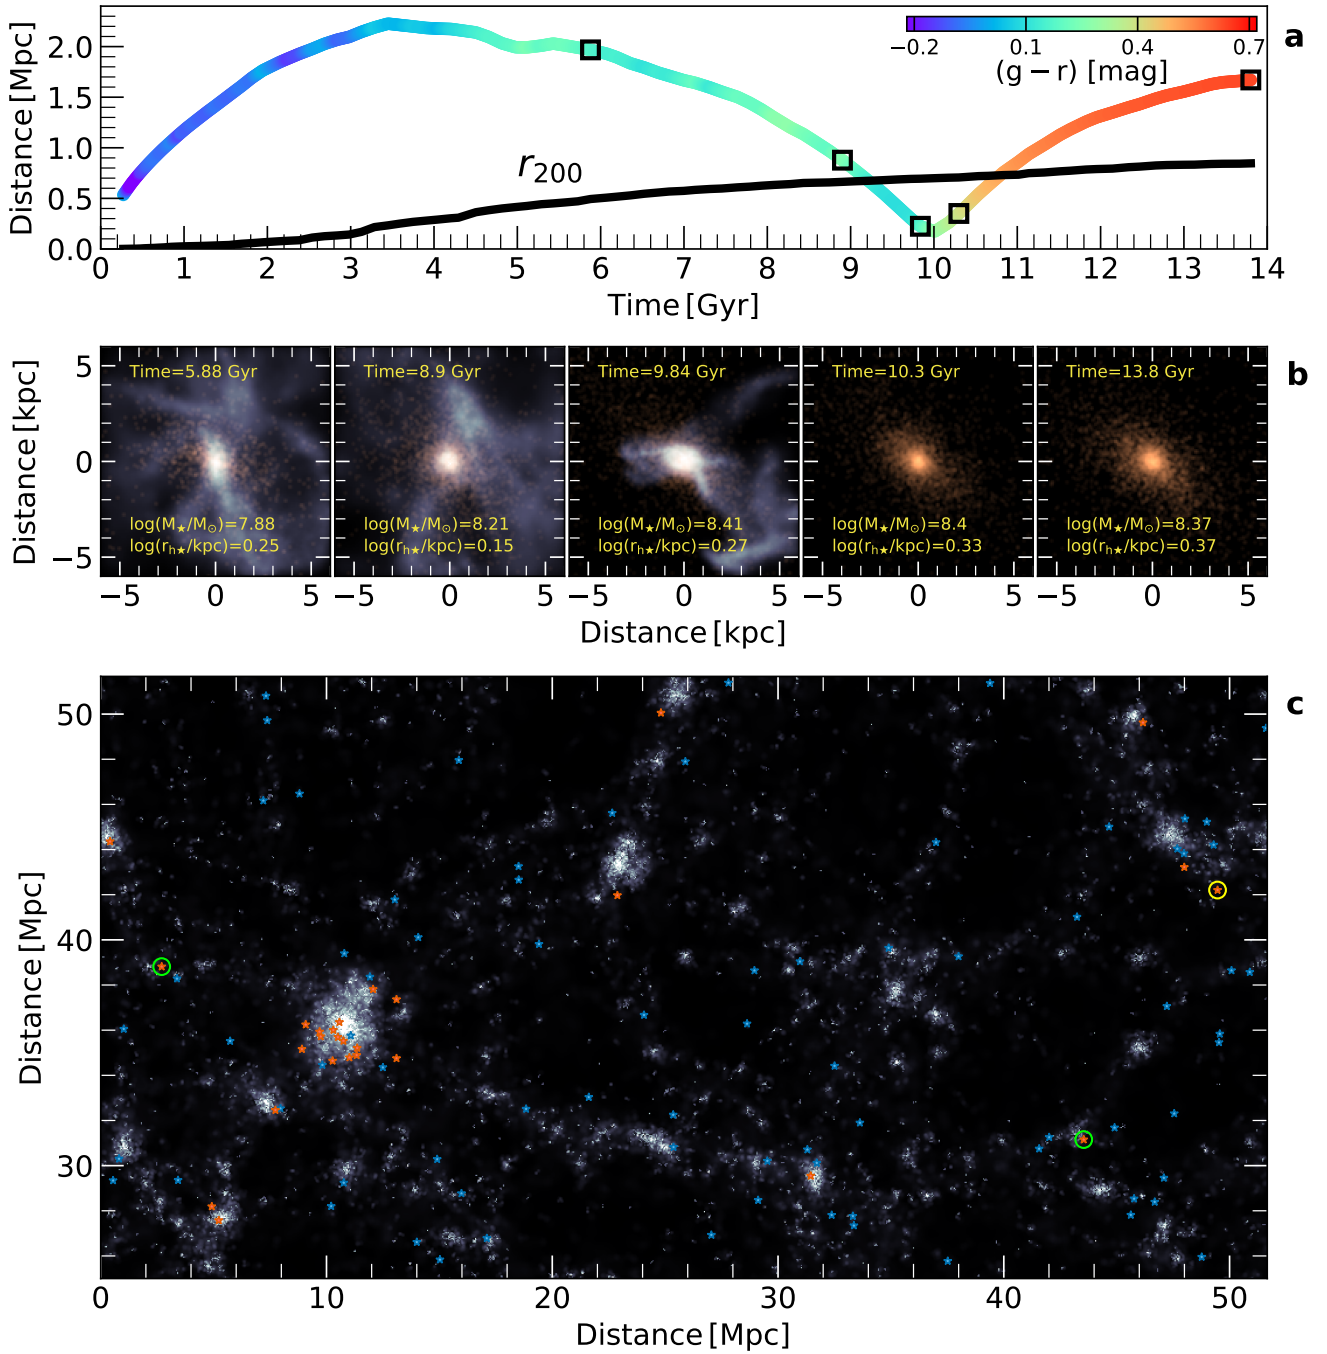 a
Distance [Mpc]
2.0
1.5
1.0
0.5
0.0
r200
−0.2 0.1 0.4 0.7
(g − r) [mag]
0 1 2 3 4 5 6 7 8 9 10 11 12 13 14
Time [Gyr]
b
Distance [kpc]
5
0
−5
Time=5.88 Gyr
log(M★/M⊙)=7.88
log(rh★/kpc)=0.25
Time=8.9 Gyr
log(M★/M⊙)=8.21
log(rh★/kpc)=0.15
Time=9.84 Gyr
log(M★/M⊙)=8.41
log(rh★/kpc)=0.27
Time=10.3 Gyr
log(M★/M⊙)=8.4
log(rh★/kpc)=0.33
Time=13.8 Gyr
log(M★/M⊙)=8.37
log(rh★/kpc)=0.37
−5 0 5 −5 0 5 −5 0 5 −5 0 5 −5 0 5
Distance [kpc]
c
Distance [Mpc]
50
40
30
0 10 20 30 40 50
Distance [Mpc]